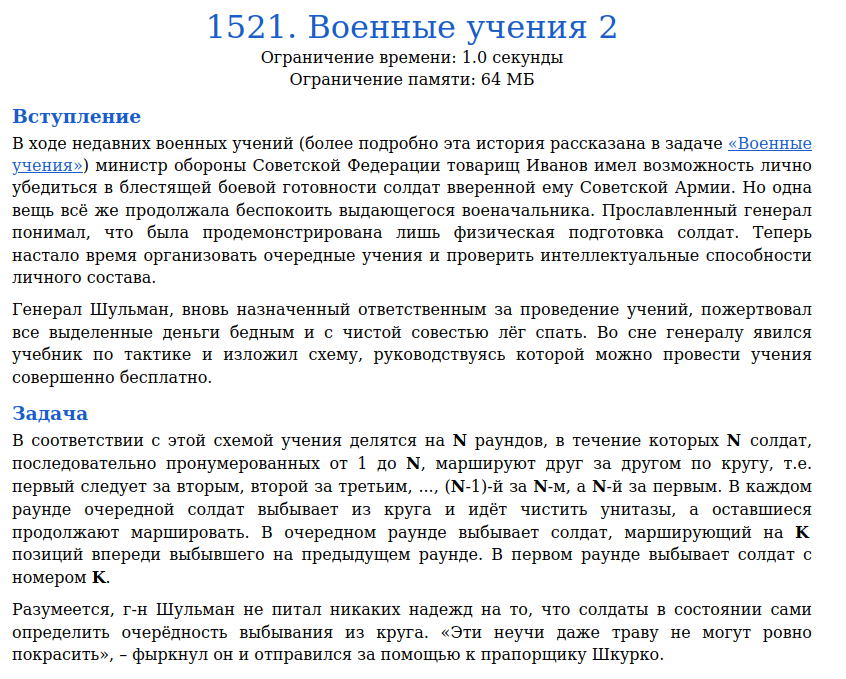 1521. Военные учения 2
Ограничение времени: 1.0 секунды
Ограничение памяти: 64 МБ
Вступление
В ходе недавних военных учений (более подробно эта история рассказана в задаче «Военные
учения») министр обороны Советской Федерации товарищ Иванов имел возможность лично
убедиться в блестящей боевой готовности солдат вверенной ему Советской Армии. Но одна
вещь всё же продолжала беспокоить выдающегося военачальника. Прославленный генерал
понимал, что была продемонстрирована лишь физическая подготовка солдат. Теперь
настало время организовать очередные учения и проверить интеллектуальные способности
личного состава.
Генерал Шульман, вновь назначенный ответственным за проведение учений, пожертвовал
все выделенные деньги бедным и с чистой совестью лёг спать. Во сне генералу явился
учебник по тактике и изложил схему, руководствуясь которой можно провести учения
совершенно бесплатно.
Задача
В соответствии с этой схемой учения делятся на N раундов, в течение которых N солдат,
последовательно пронумерованных от 1 до N, маршируют друг за другом по кругу, т.е.
первый следует за вторым, второй за третьим, ..., (N-1)-й за N-м, а N-й за первым. В каждом
раунде очередной солдат выбывает из круга и идёт чистить унитазы, а оставшиеся
продолжают маршировать. В очередном раунде выбывает солдат, марширующий на K
позиций впереди выбывшего на предыдущем раунде. В первом раунде выбывает солдат с
номером K.
Разумеется, г-н Шульман не питал никаких надежд на то, что солдаты в состоянии сами
определить очерёдность выбывания из круга. «Эти неучи даже траву не могут ровно
покрасить», – фыркнул он и отправился за помощью к прапорщику Шкурко.